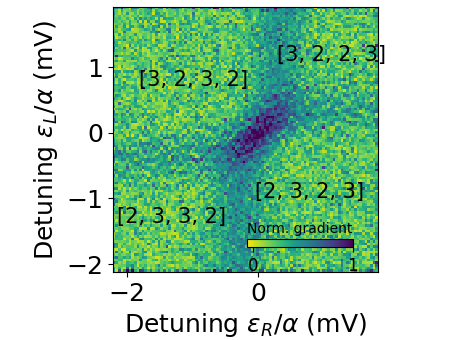 Detuning ε_L/α (mV)
1
0
−1
−2
[3, 2, 2, 3]
[3, 2, 3, 2]
[2, 3, 2, 3]
[2, 3, 3, 2]
Norm. gradient
0 1
−2 0
Detuning ε_R/α (mV)